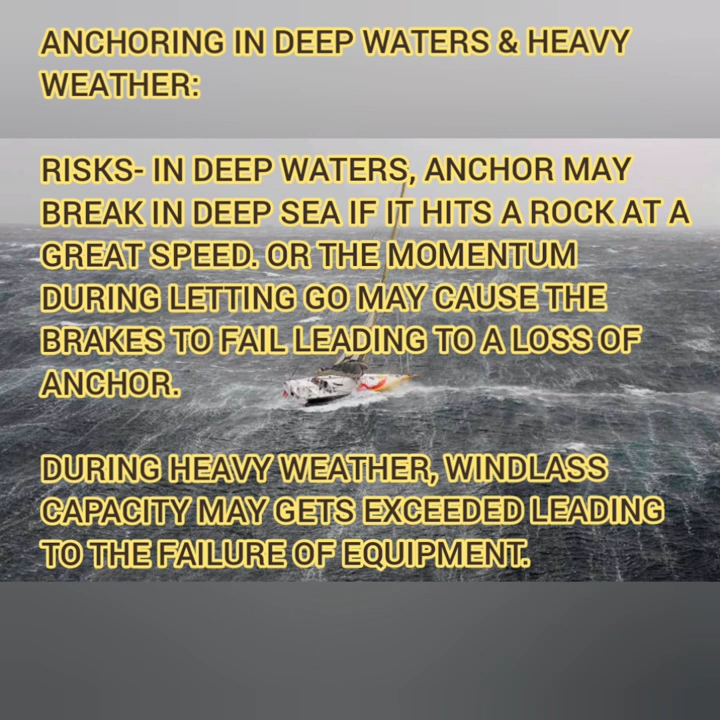 ANCHORING IN DEEP WATERS & HEAVY
WEATHER:
RISKS- IN DEEP WATERS, ANCHOR MAY
BREAK IN DEEP SEA IF IT HITS A ROCK AT A
GREAT SPEED. OR THE MOMENTUM
DURING LETTING GO MAY CAUSE THE
BRAKES TO FAIL LEADING TO A LOSS OF
ANCHOR.
DURING HEAVY WEATHER, WINDLASS
CAPACITY MAY GETS EXCEEDED LEADING
TO THE FAILURE OF EQUIPMENT.